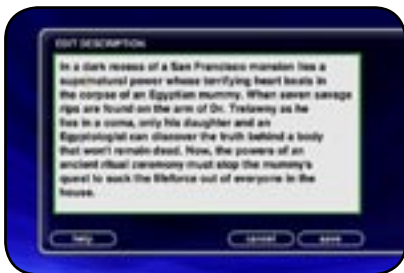 EDIT DESCRIPTION
In a dark recess of a San Francisco mansion lies a
supernatural power whose terrifying heart beats in
the corpse of an Egyptian mummy. When seven savage
rips are found on the arm of Dr. Trelawny as he
lies in a coma, only his daughter and an
Egyptologist can discover the truth behind a body
that won't remain dead. Now, the powers of an
ancient ritual ceremony must stop the mummy's
quest to suck the lifeforce out of everyone in the
house.
help
cancel
save